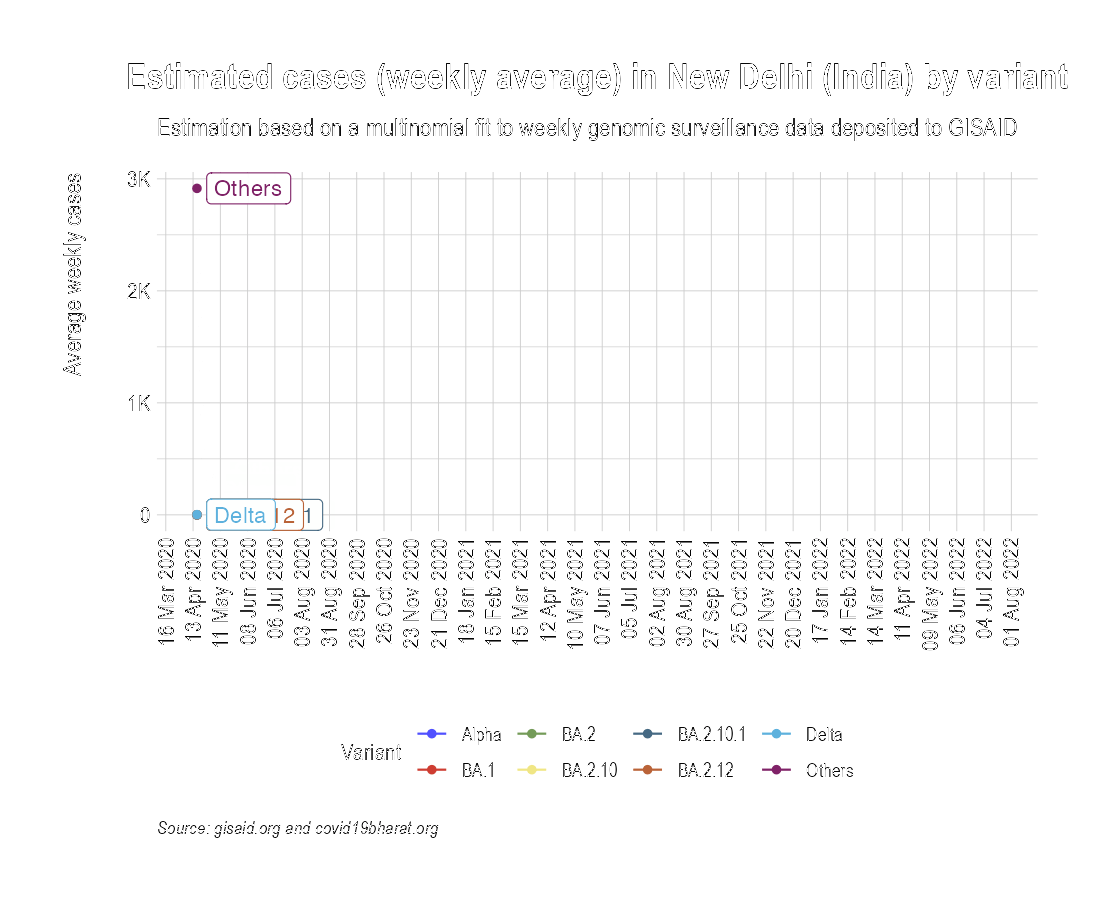 Estimated cases (weekly average) in New Delhi (India) by variant
Estimation based on a multinomial fit to weekly genomic surveillance data deposited to GISAID
Average weekly cases
3K
2K
1K
0
Others
Delta
2
1
16 Mar 2020
13 Apr 2020
11 May 2020
08 Jun 2020
06 Jul 2020
03 Aug 2020
31 Aug 2020
28 Sep 2020
26 Oct 2020
23 Nov 2020
21 Dec 2020
18 Jan 2021
15 Feb 2021
15 Mar 2021
12 Apr 2021
10 May 2021
07 Jun 2021
05 Jul 2021
02 Aug 2021
30 Aug 2021
27 Sep 2021
25 Oct 2021
22 Nov 2021
20 Dec 2021
17 Jan 2022
14 Feb 2022
14 Mar 2022
11 Apr 2022
09 May 2022
06 Jun 2022
04 Jul 2022
01 Aug 2022
Variant
Alpha BA.2 BA.2.10.1 Delta
BA.1 BA.2.10 BA.2.12 Others
Source: gisaid.org and covid19bharat.org